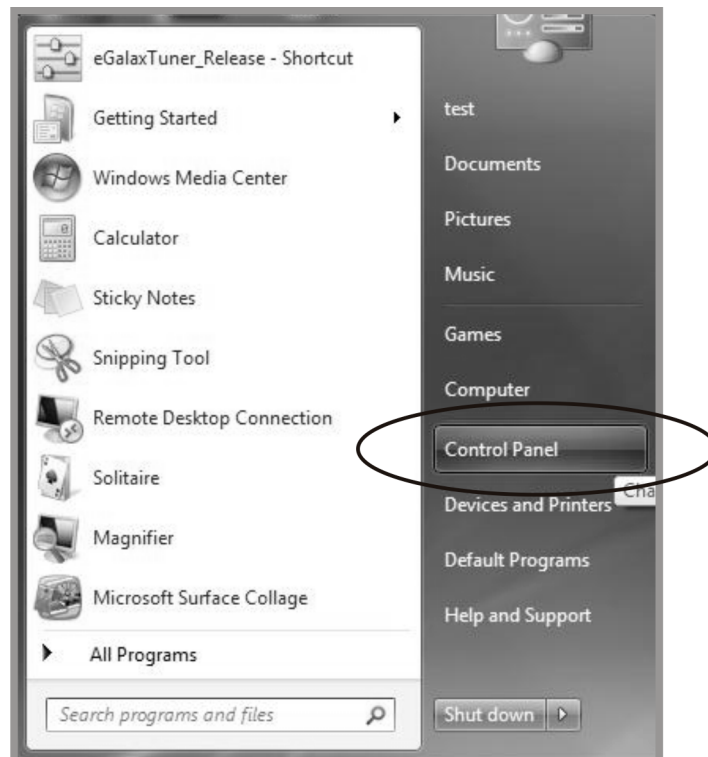 eGalaxTuner_Release - Shortcut
Getting Started
Windows Media Center
Calculator
Sticky Notes
Snipping Tool
Remote Desktop Connection
Solitaire
Magnifier
Microsoft Surface Collage
All Programs
Search programs and files
test
Documents
Pictures
Music
Games
Computer
Control Panel
Cha
Devices and Printers
Default Programs
Help and Support
Shut down